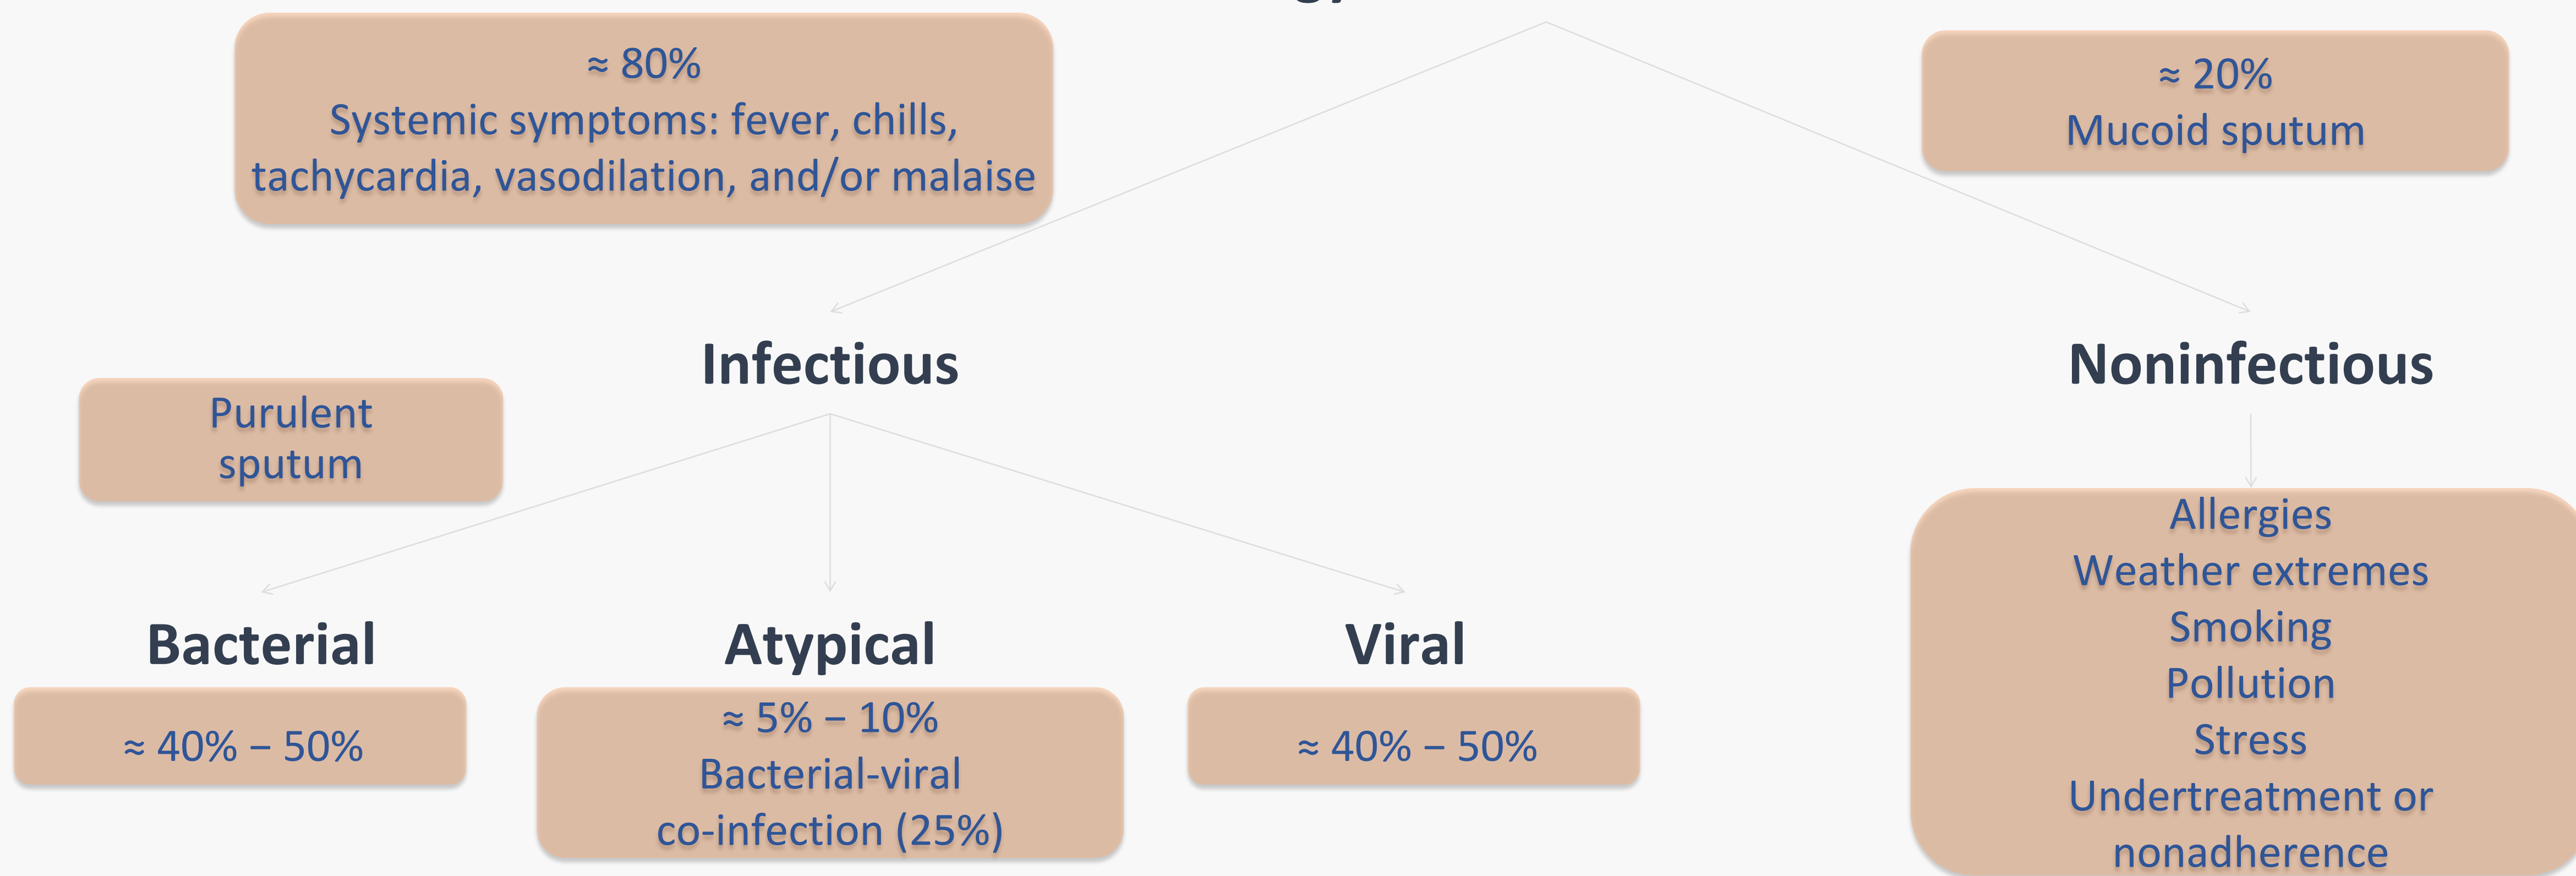 ≈ 80%
Systemic symptoms: fever, chills,
tachycardia, vasodilation, and/or malaise
≈ 20%
Mucoid sputum
Infectious
Noninfectious
Purulent
sputum
Bacterial
≈ 40% – 50%
Atypical
≈ 5% – 10%
Bacterial-viral
co-infection (25%)
Viral
≈ 40% – 50%
Allergies
Weather extremes
Smoking
Pollution
Stress
Undertreatment or
nonadherence